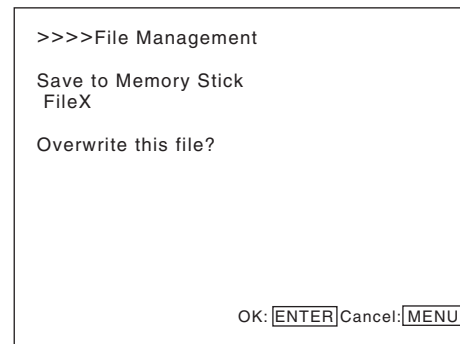 >>>>File Management
Save to Memory Stick
FileX
Overwrite this file?
OK: ENTER Cancel: MENU